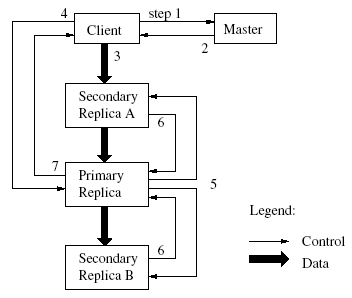 4
step 1
Client
Master
2
3
Secondary
Replica A
6
7
Primary
Replica
5
Legend:
Control
Data
6
Secondary
Replica B